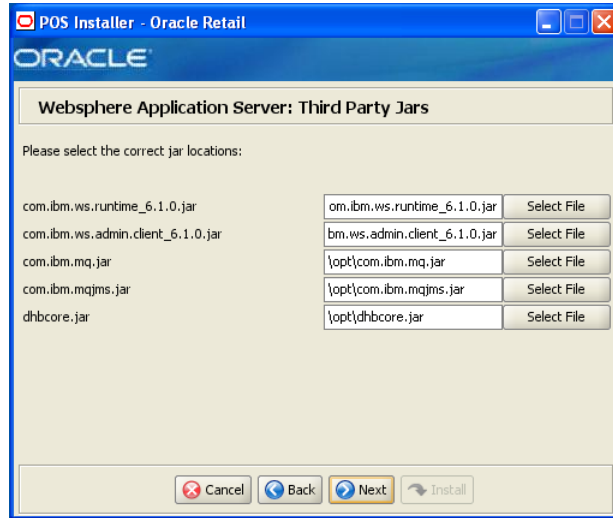 POS Installer - Oracle Retail
ORACLE
Websphere Application Server: Third Party Jars
Please select the correct jar locations:
com.ibm.ws.runtime_6.1.0.jar om.ibm.ws.runtime_6.1.0.jar Select File
com.ibm.ws.admin.client_6.1.0.jar bm.ws.admin.client_6.1.0.jar Select File
com.ibm.mq.jar \opt\com.ibm.mq.jar Select File
com.ibm.mqjms.jar \opt\com.ibm.mqjms.jar Select File
dhbcore.jar \opt\dhbcore.jar Select File
Cancel Back Next Install